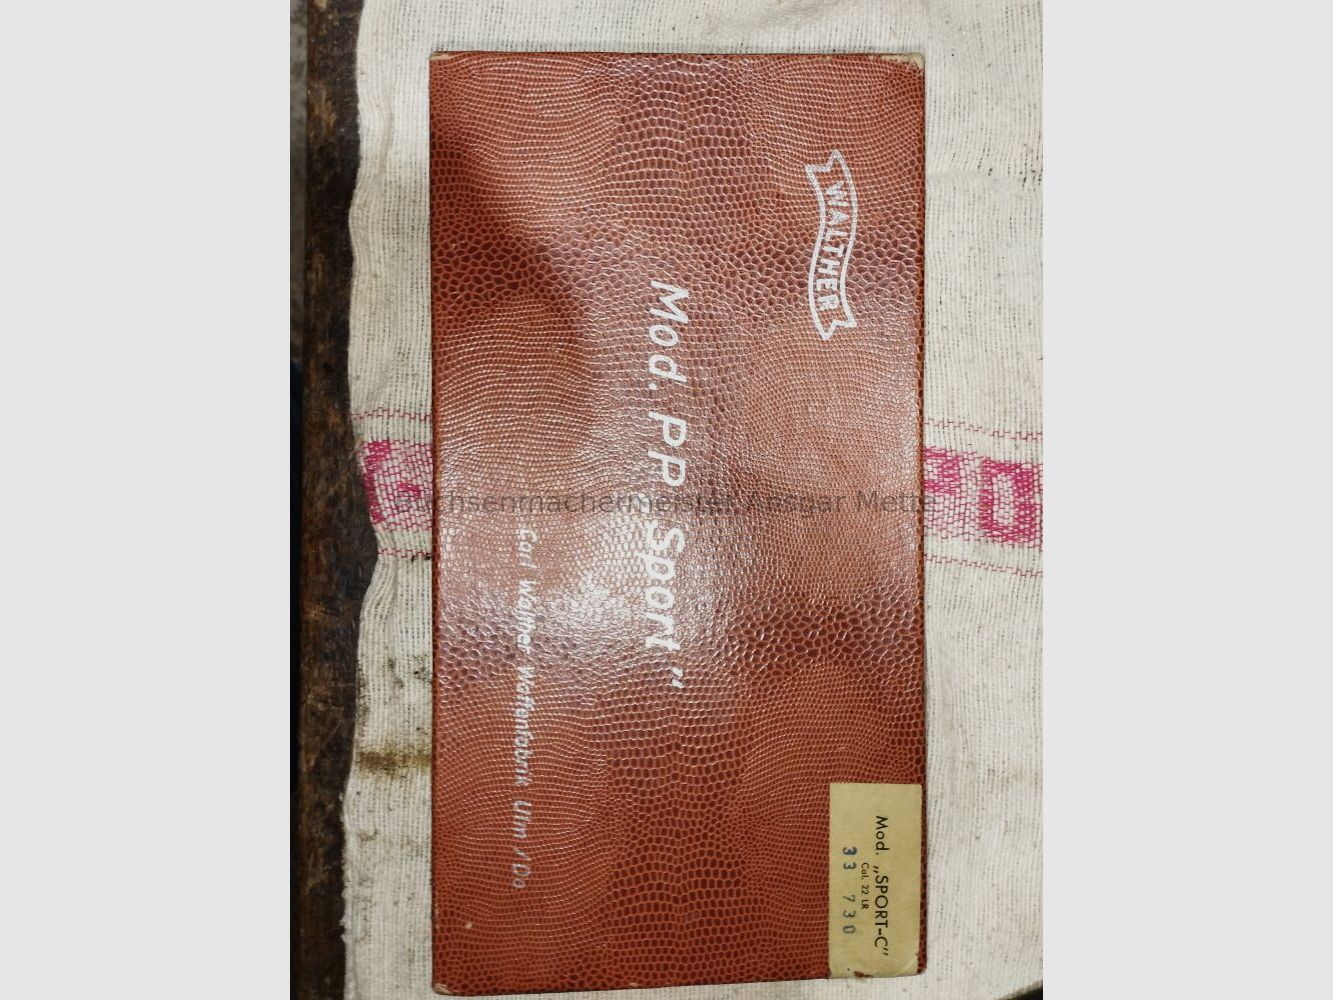 WALTHER
Mod. PP „Sport"
Carl Walther Waffenfabrik Ulm/Do
Mod. „SPORT-C"
Cal. 22 LR
33 730
Büchsenmachermeister Ansgar Mette